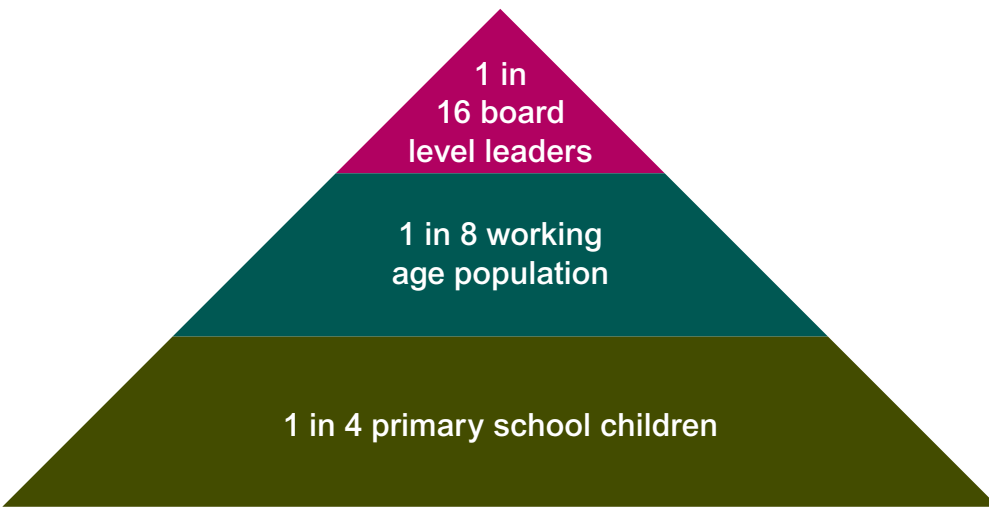 1 in
16 board
level leaders
1 in 8 working
age population
1 in 4 primary school children